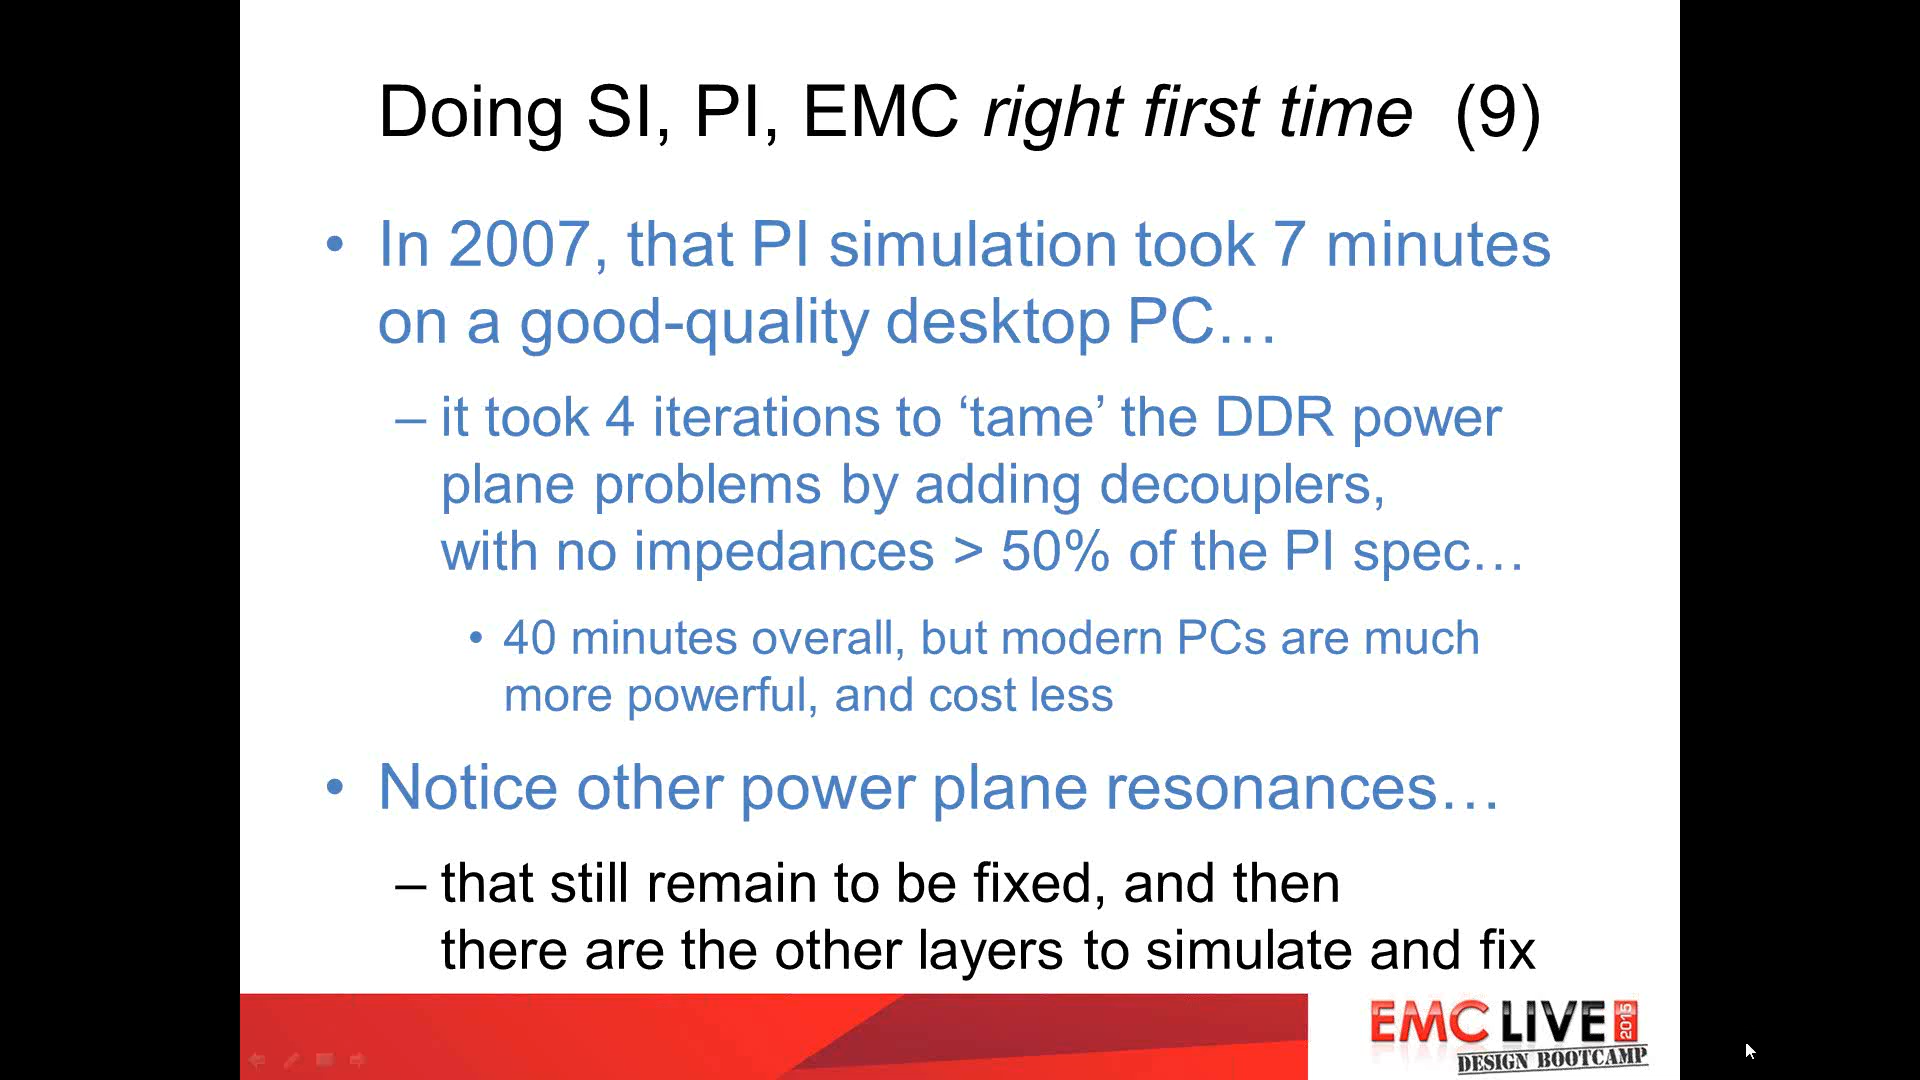 Doing SI, PI, EMC right first time (9)
• In 2007, that PI simulation took 7 minutes
on a good-quality desktop PC…
– it took 4 iterations to ‘tame’ the DDR power
plane problems by adding decouplers,
with no impedances > 50% of the PI spec…
• 40 minutes overall, but modern PCs are much
more powerful, and cost less
• Notice other power plane resonances…
– that still remain to be fixed, and then
there are the other layers to simulate and fix
EMC LIVE 2015
DESIGN BOOTCAMP